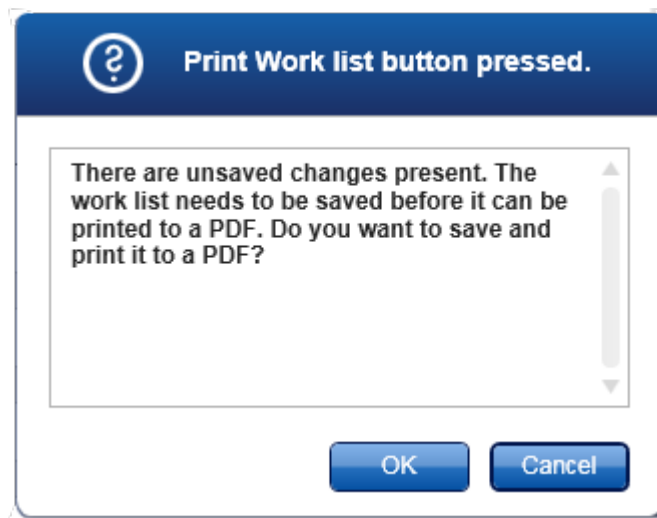 Print Work list button pressed.
There are unsaved changes present. The
work list needs to be saved before it can be
printed to a PDF. Do you want to save and
print it to a PDF?
OK
Cancel